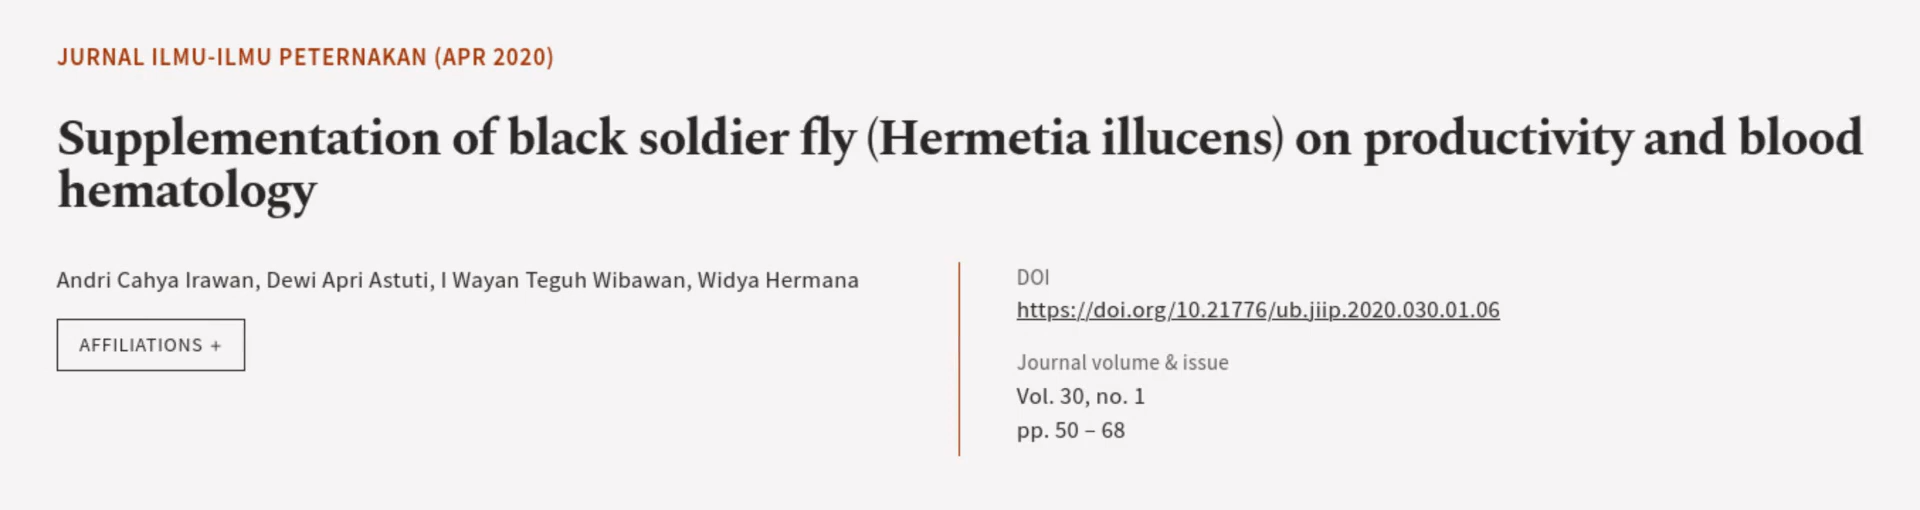 JURNAL ILMU-ILMU PETERNAKAN (APR 2020)
Supplementation of black soldier fly (Hermetia illucens) on productivity and blood
hematology
Andri Cahya Irawan, Dewi Apri Astuti, I Wayan Teguh Wibawan, Widya Hermana
AFFILIATIONS +
DOI
https://doi.org/10.21776/ub.jiip.2020.030.01.06
Journal volume & issue
Vol. 30, no. 1
pp. 50 – 68